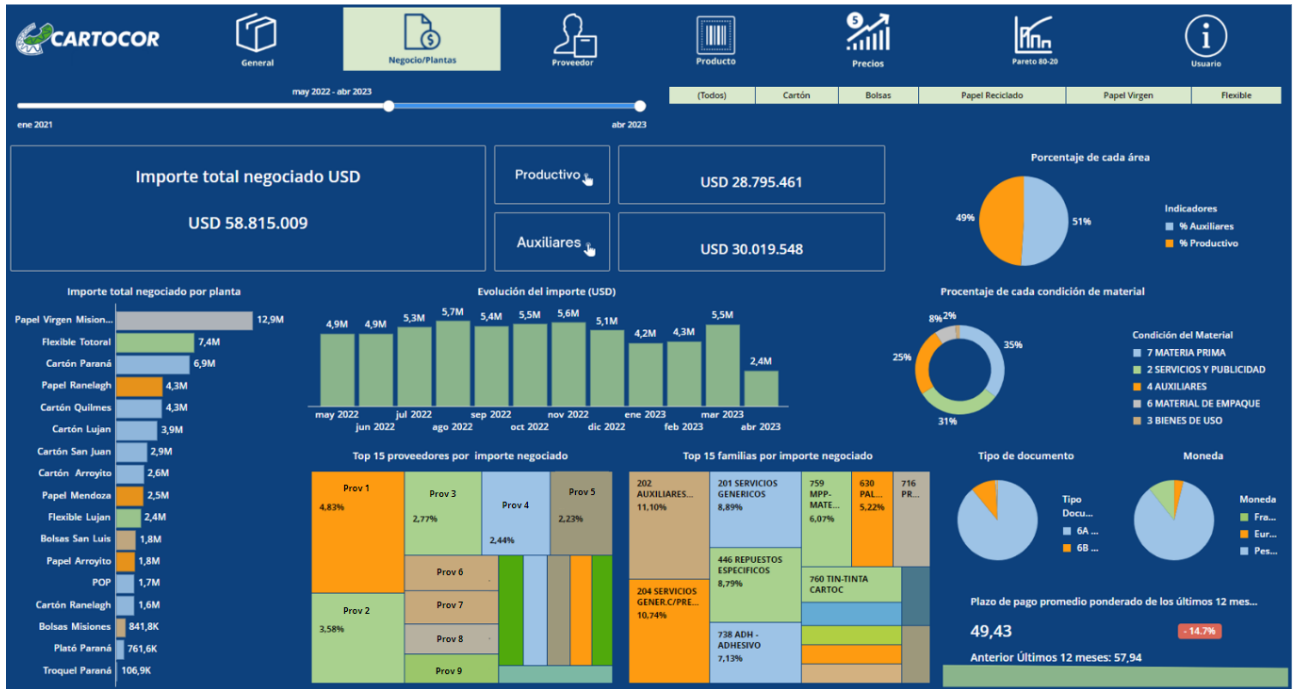 CARTOCOR
General
Negocio/Plantas
Proveedor
Producto
$
Precios
Pareto 80-20
Usuario
may 2022 - abr 2023
ene 2021
abr 2023
(Todos)
Cartón
Bolsas
Papel Reciclado
Papel Virgen
Flexible
Importe total negociado USD
USD 58.815.009
Productivo
USD 28.795.461
Auxiliares
USD 30.019.548
Porcentaje de cada área
49%
51%
Indicadores
% Auxiliares
% Productivo
Importe total negociado por planta
Papel Virgen Mision... 12,9M
Flexible Totoral 7,4M
Cartón Paraná 6,9M
Papel Ranelagh 4,3M
Cartón Quilmes 4,3M
Cartón Lujan 3,9M
Cartón San Juan 2,9M
Cartón Arroyito 2,6M
Papel Mendoza 2,5M
Flexible Lujan 2,4M
Bolsas San Luis 1,8M
Papel Arroyito 1,8M
POP 1,7M
Cartón Ranelagh 1,6M
Bolsas Misiones 841,8K
Plató Paraná 761,6K
Troquel Paraná 106,9K
Evolución del importe (USD)
4,9M 4,9M 5,3M 5,7M 5,4M 5,5M 5,6M 5,1M 4,2M 4,3M 5,5M 2,4M
may 2022 jul 2022 sep 2022 nov 2022 ene 2023 mar 2023
jun 2022 ago 2022 oct 2022 dic 2022 feb 2023 abr 2023
Procentaje de cada condición de material
8% 2%
35%
25%
31%
Condición del Material
7 MATERIA PRIMA
2 SERVICIOS Y PUBLICIDAD
4 AUXILIARES
6 MATERIAL DE EMPAQUE
3 BIENES DE USO
Top 15 proveedores por importe negociado
Prov 1
4,83%
Prov 2
3,58%
Prov 3
2,77%
Prov 4
2,44%
Prov 5
2,23%
Prov 6
Prov 7
Prov 8
Prov 9
Top 15 familias por importe negociado
202
AUXILIARES...
11,10%
204 SERVICIOS
GENER.C/PRE...
10,74%
201 SERVICIOS
GENERICOS
8,89%
446 REPUESTOS
ESPECIFICOS
8,79%
738 ADH -
ADHESIVO
7,13%
759
MPP-
MATE...
6,07%
630
PAL...
5,22%
716
PR...
760 TIN-TINTA
CARTOC
Tipo de documento
Tipo
Docu...
6A ...
6B ...
Moneda
Moneda
Fra...
Eur...
Pes...
Plazo de pago promedio ponderado de los últimos 12 mes...
49,43
- 14.7%
Anterior Últimos 12 meses: 57,94